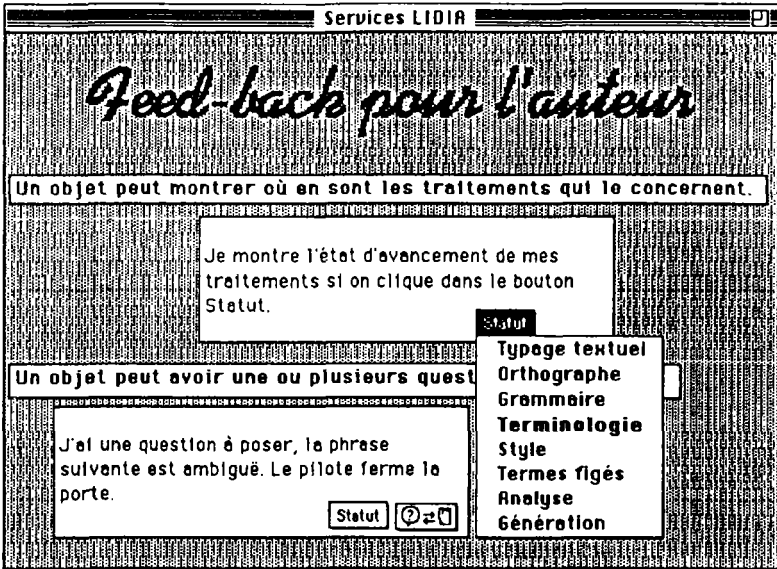 Services LIDIA
Feed-back pour l'auteur
Un objet peut montrer où en sont les traitements qui le concernent.
Je montre l'état d'avancement de mes
traitements si on clique dans le bouton
Statut.
Statut
Typage textuel
Orthographe
Grammaire
Terminologie
Style
Termes figés
Analyse
Génération
Un objet peut avoir une ou plusieurs quest
J'ai une question à poser, la phrase
suivante est ambiguë. Le pilote ferme la
porte.
Statut